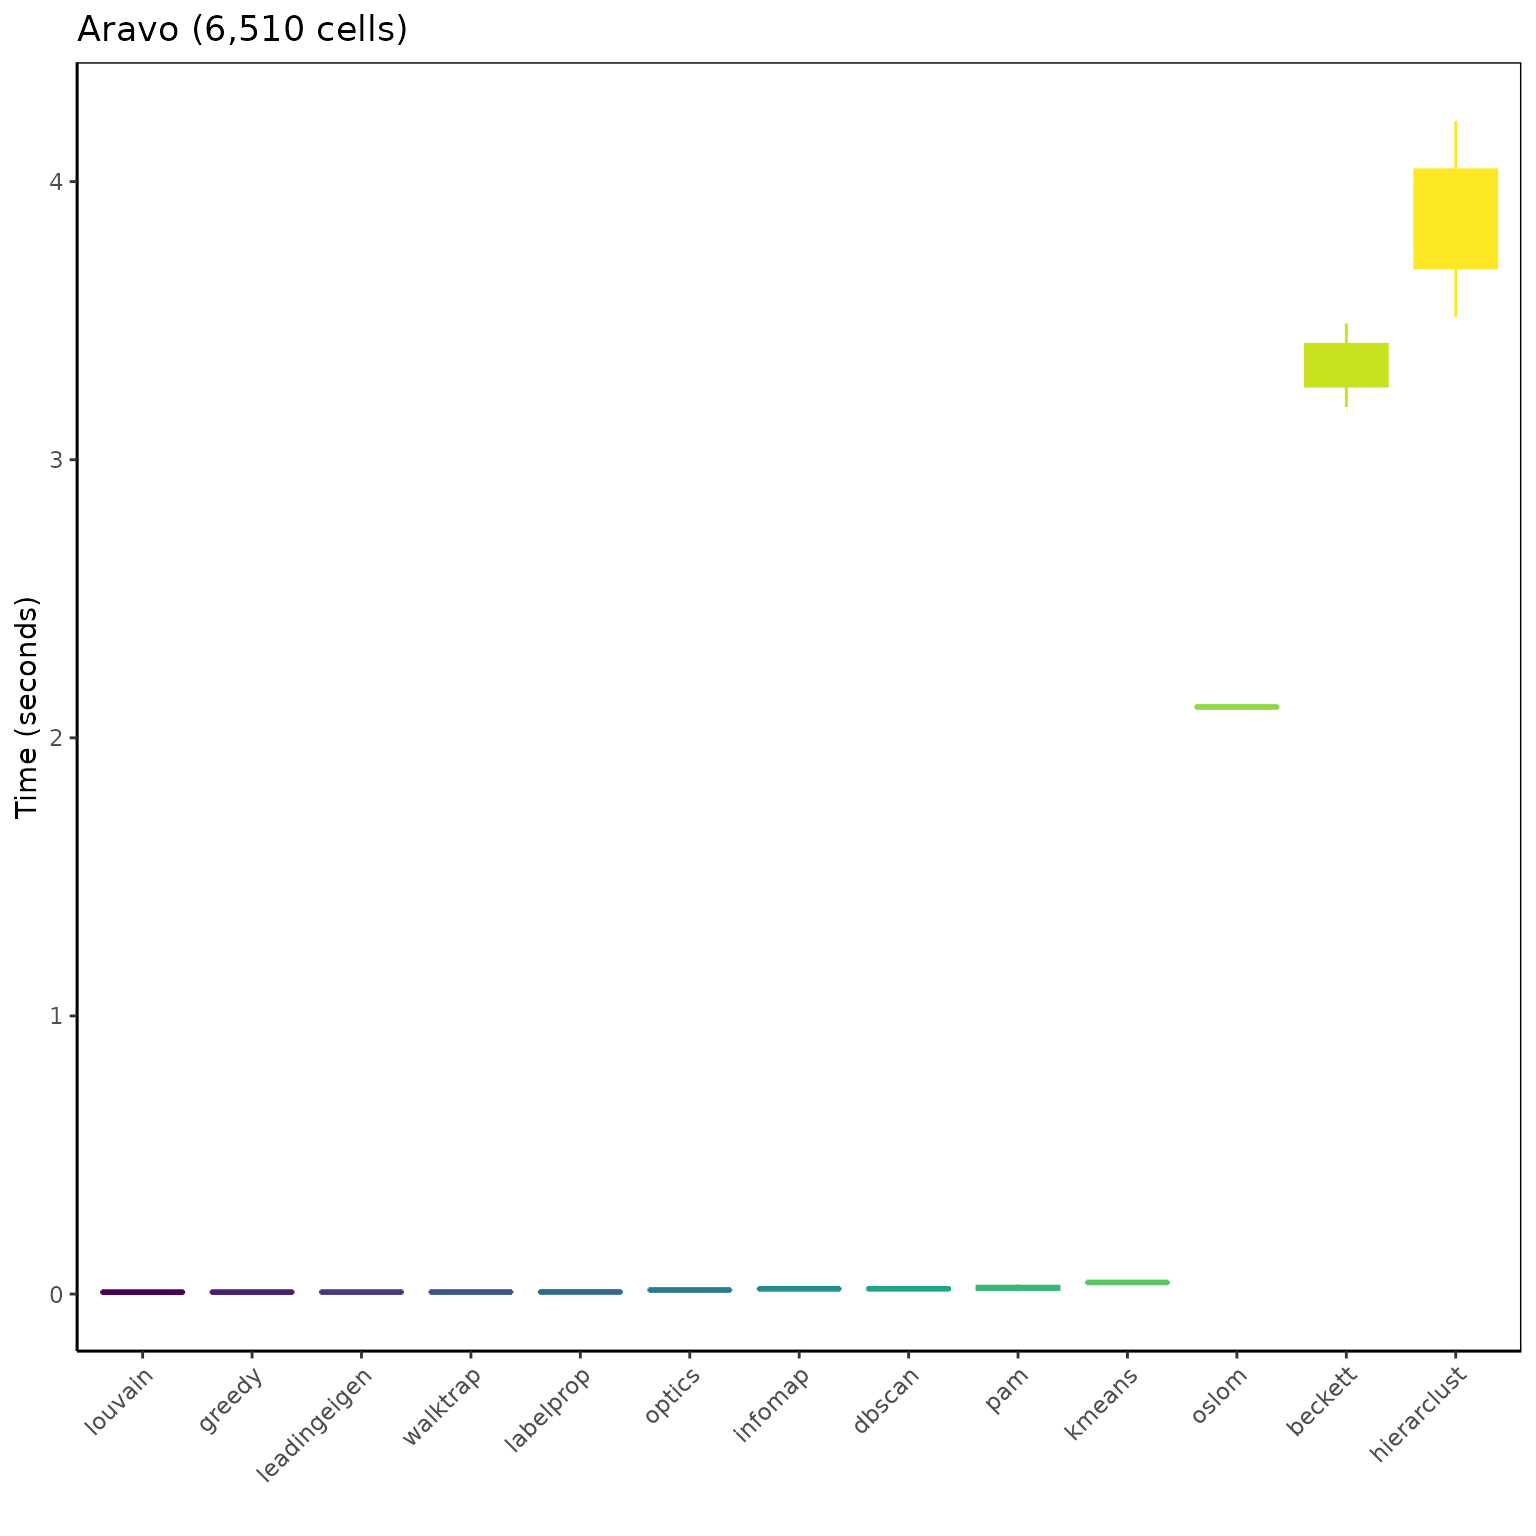 Aravo (6,510 cells)
Time (seconds)
4
3
2
1
0
louvain
greedy
leadingeigen
walktrap
labelprop
optics
infomap
dbscan
pam
kmeans
oslom
beckett
hierarclust